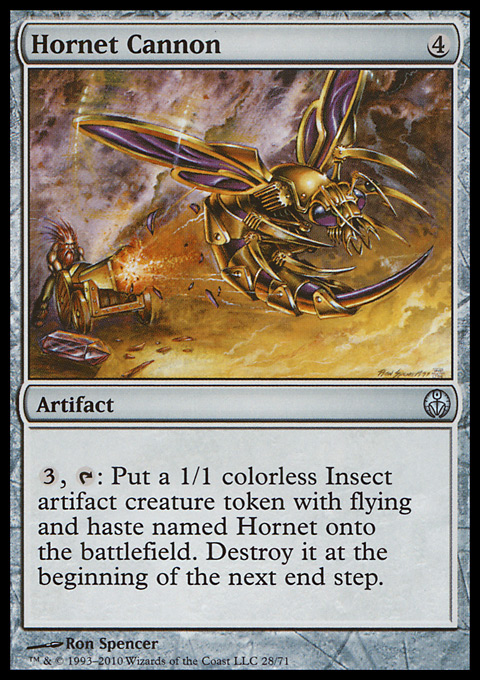 Hornet Cannon 4
Artifact
3, : Put a 1/1 colorless Insect
artifact creature token with flying
and haste named Hornet onto
the battlefield. Destroy it at the
beginning of the next end step.
Ron Spencer
™ & © 1993–2010 Wizards of the Coast LLC 28/71